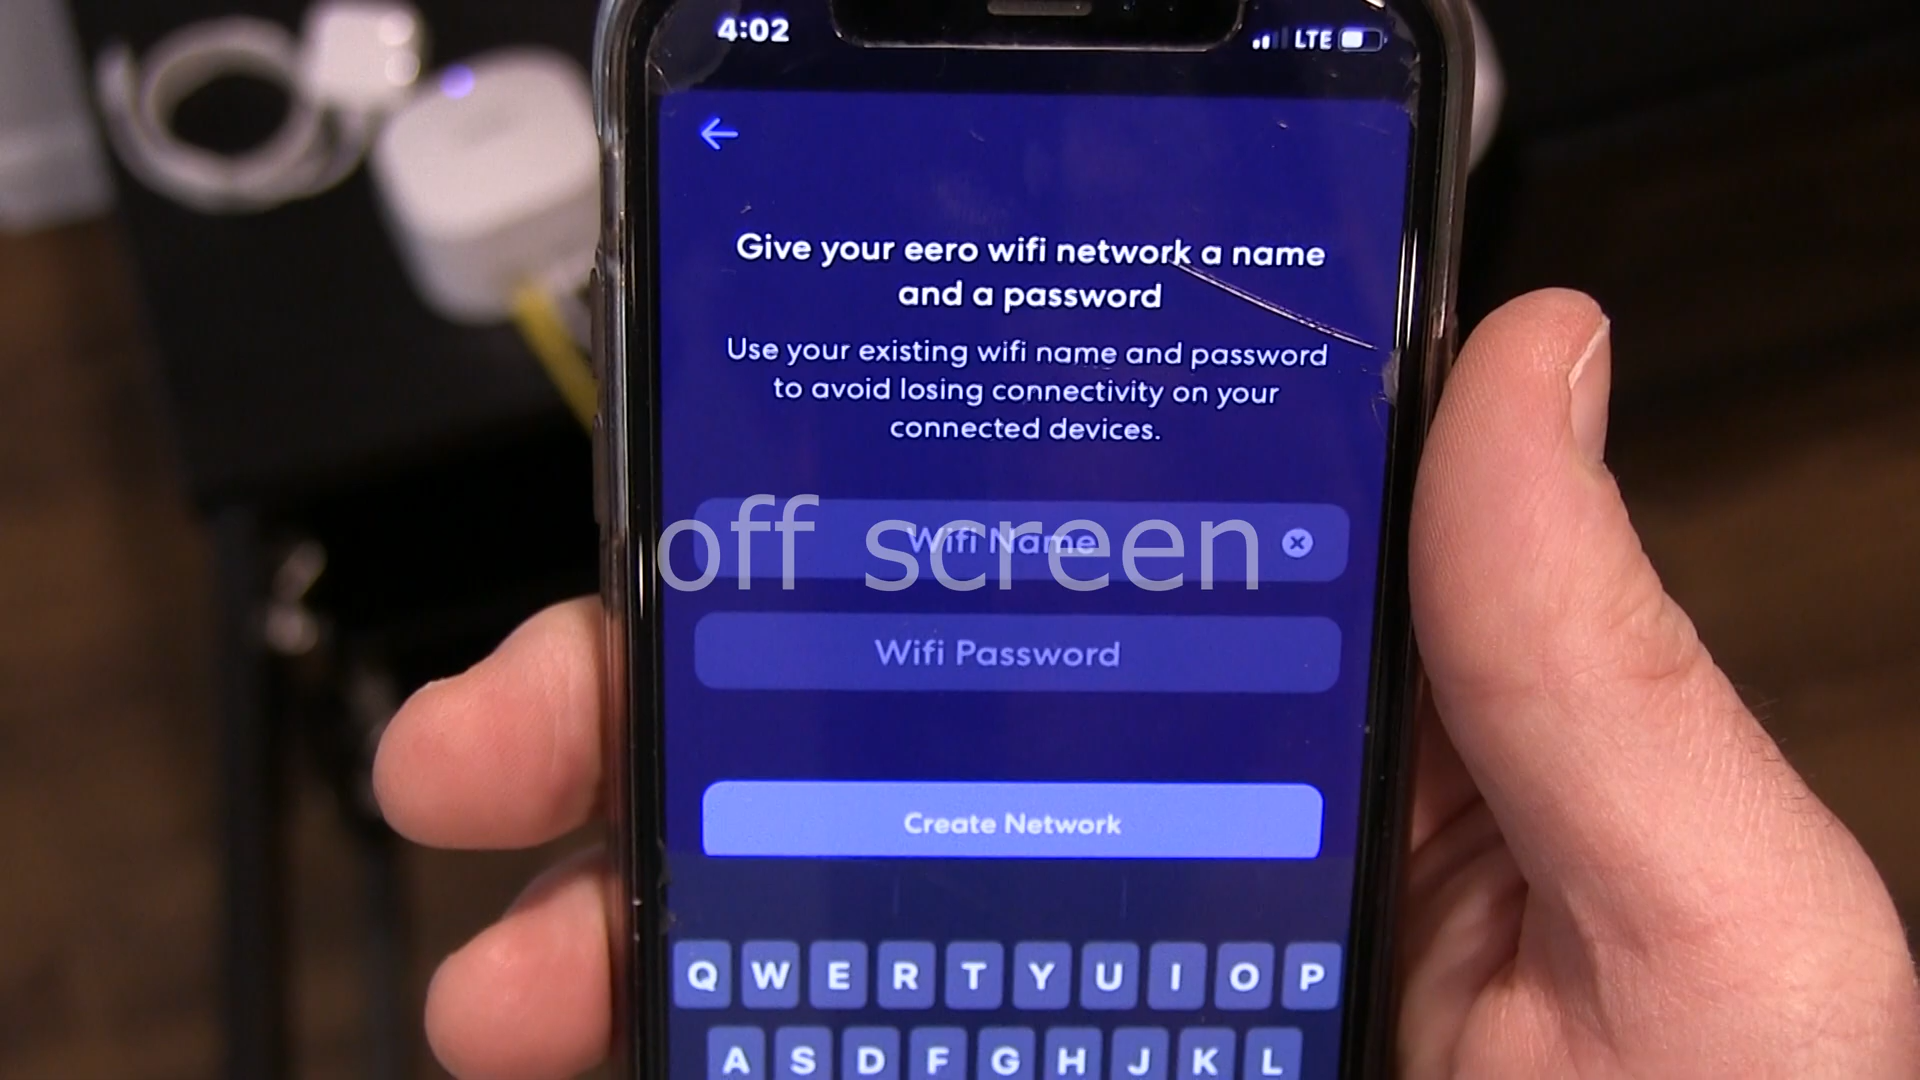 4:02
LTE
Give your eero wifi network a name
and a password
Use your existing wifi name and password
to avoid losing connectivity on your
connected devices.
off screen
Wifi Name
Wifi Password
Create Network
Q W E R T Y U I O P
A S D F G H J K L